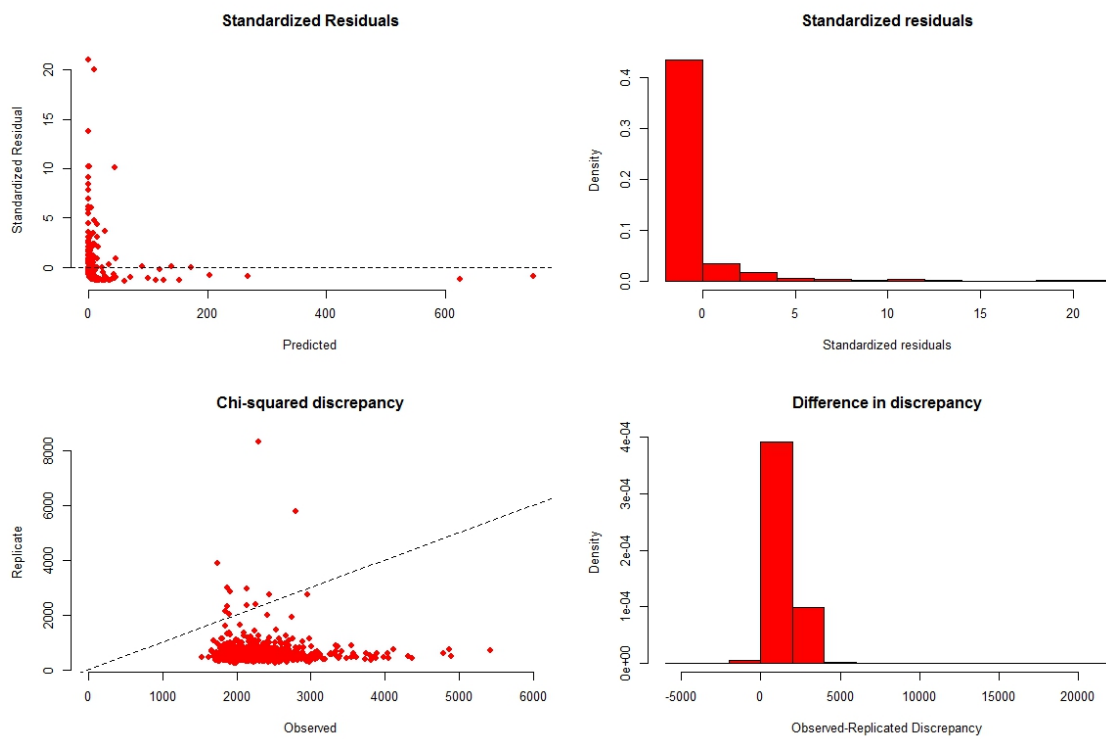 Standardized Residuals
Standardized Residual
20
15
10
5
0
0
200
400
600
Predicted
Standardized residuals
Density
0.4
0.3
0.2
0.1
0.0
0
5
10
15
20
Standardized residuals
Chi-squared discrepancy
Replicate
8000
6000
4000
2000
0
0
1000
2000
3000
4000
5000
6000
Observed
Difference in discrepancy
Density
4e-04
3e-04
2e-04
1e-04
0e+00
-5000
0
5000
10000
15000
20000
Observed-Replicated Discrepancy